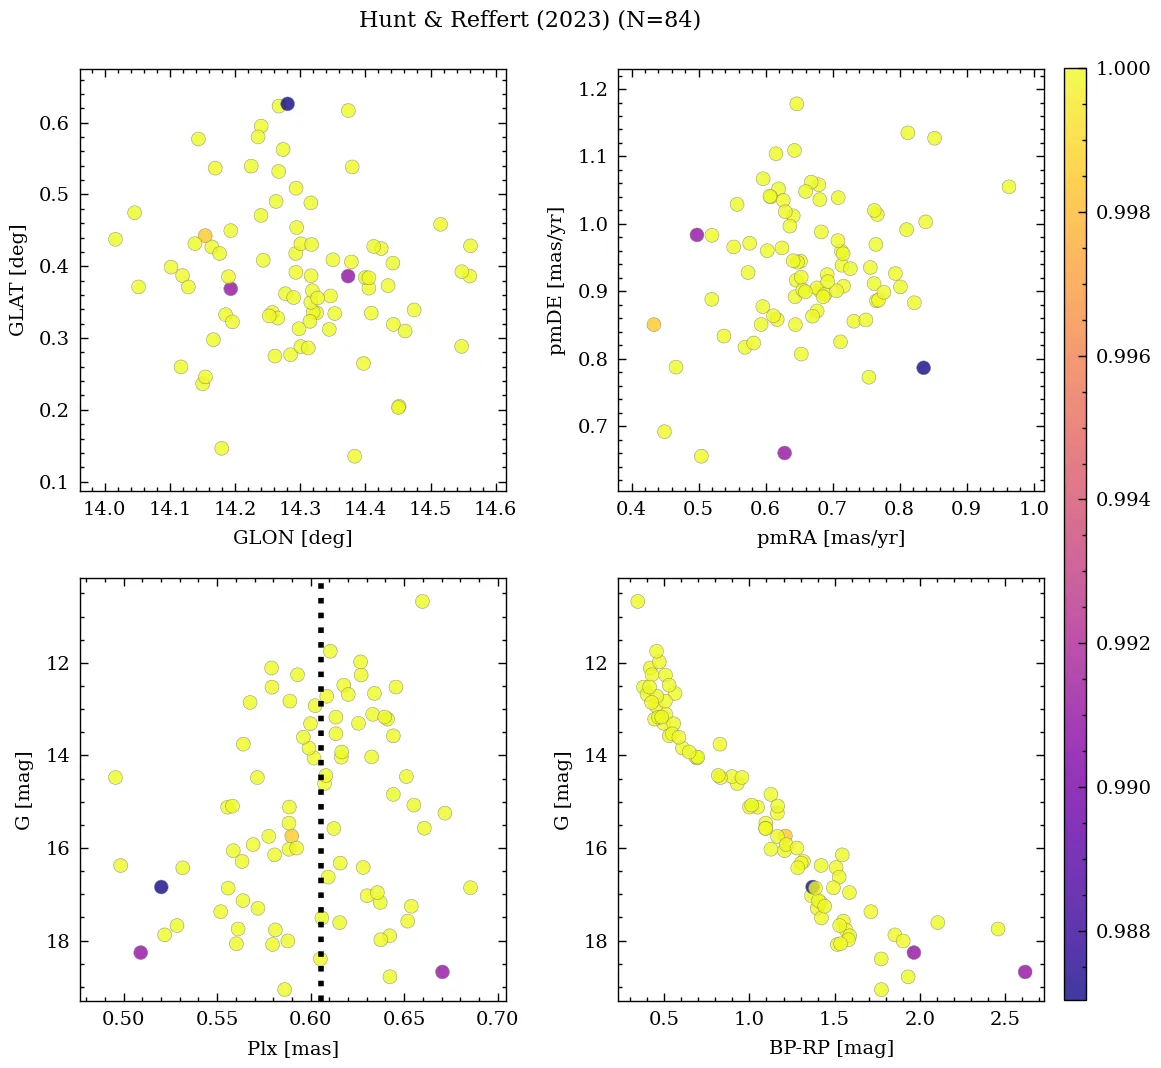 Hunt & Reffert (2023) (N=84)
0.6
0.5
0.4
0.3
0.2
0.1
GLAT [deg]
14.0 14.1 14.2 14.3 14.4 14.5 14.6
GLON [deg]
1.2
1.1
1.0
0.9
0.8
0.7
pmDE [mas/yr]
0.4 0.5 0.6 0.7 0.8 0.9 1.0
pmRA [mas/yr]
12
14
16
18
G [mag]
0.50 0.55 0.60 0.65 0.70
Plx [mas]
12
14
16
18
G [mag]
0.5 1.0 1.5 2.0 2.5
BP-RP [mag]
1.000
0.998
0.996
0.994
0.992
0.990
0.988